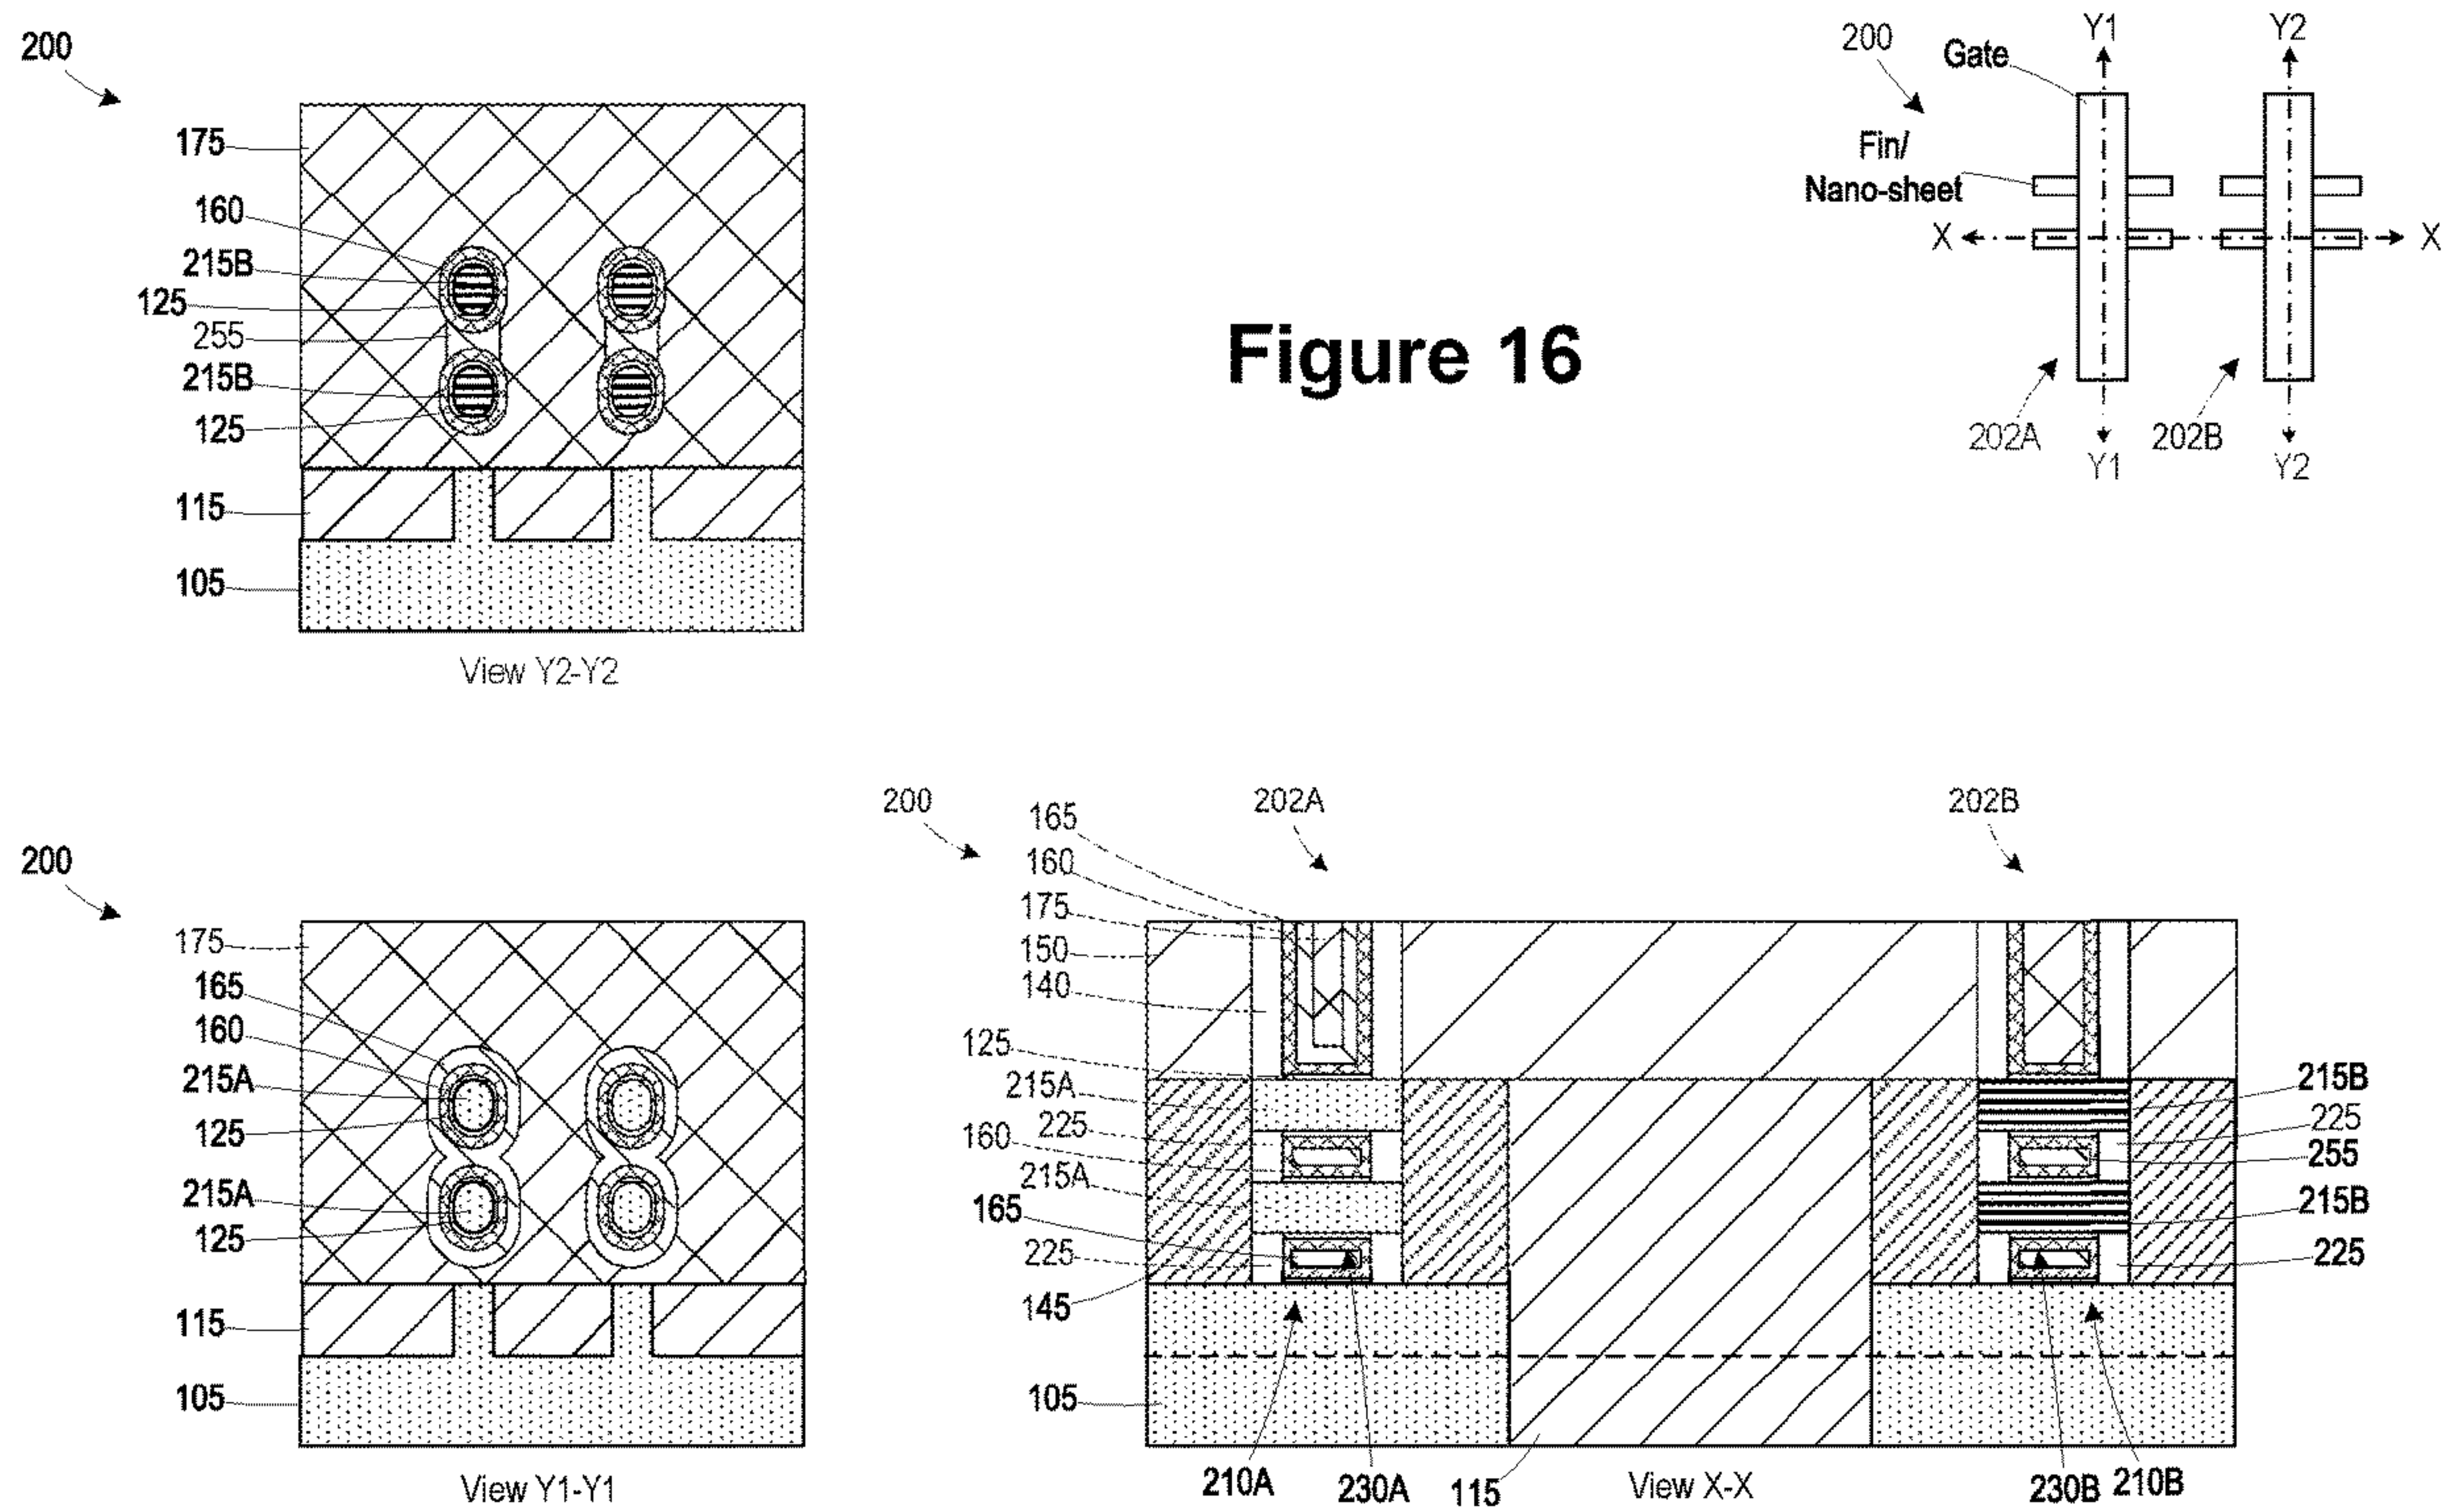 200
175
160
215B
125
255
215B
125
115
105
View Y2-Y2
Figure 16
200
Gate
Fin/
Nano-sheet
Y1
Y2
X
X
202A
202B
Y1
Y2
200
175
165
160
215A
125
215A
125
115
105
View Y1-Y1
200
202A
202B
165
160
175
150
140
125
215A
225
160
215A
165
225
145
105
215B
225
255
215B
225
210A
230A
115
View X-X
230B
210B